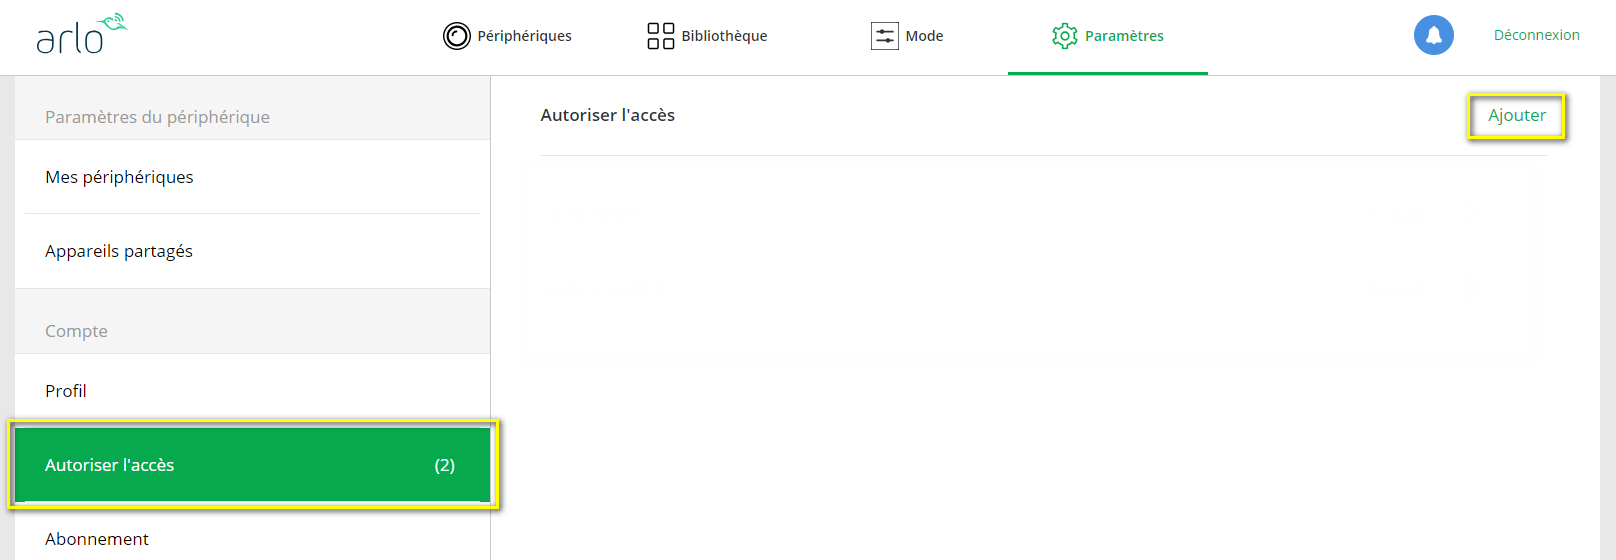 arlo
Périphériques
Bibliothèque
Mode
Paramètres
Déconnexion
Paramètres du périphérique
Mes périphériques
Appareils partagés
Compte
Profil
Autoriser l'accès (2)
Abonnement
Autoriser l'accès
Ajouter